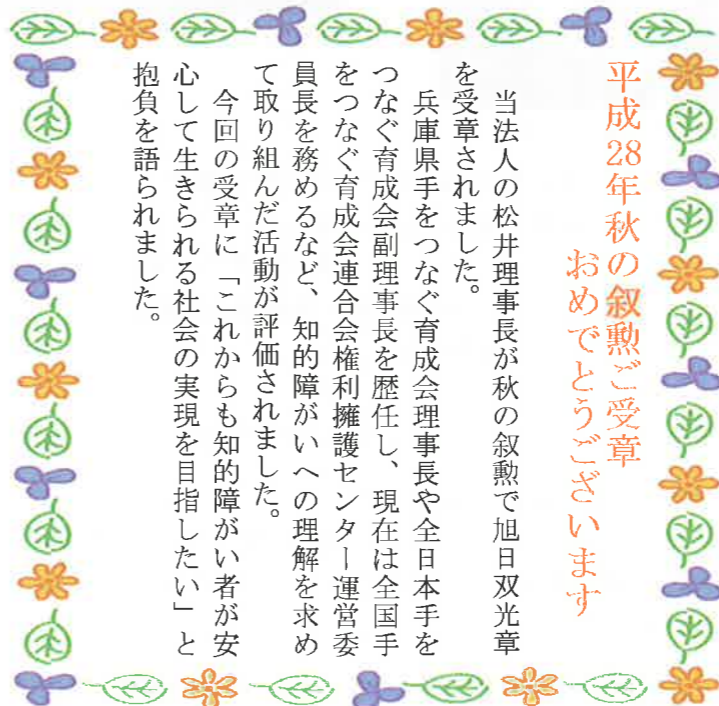 平成28年秋の叙勲ご受章
おめでとうございます
当法人の松井理事長が秋の叙勲で旭日双光章
を受章されました。
兵庫県手をつなぐ育成会理事長や全日本手を
つなぐ育成会副理事長を歴任し、現在は全国手
をつなぐ育成会連合会権利擁護センター運営委
員長を務めるなど、知的障がいへの理解を求め
て取り組んだ活動が評価されました。
今回の受章に「これからも知的障がい者が安
心して生きられる社会の実現を目指したい」と
抱負を語られました。